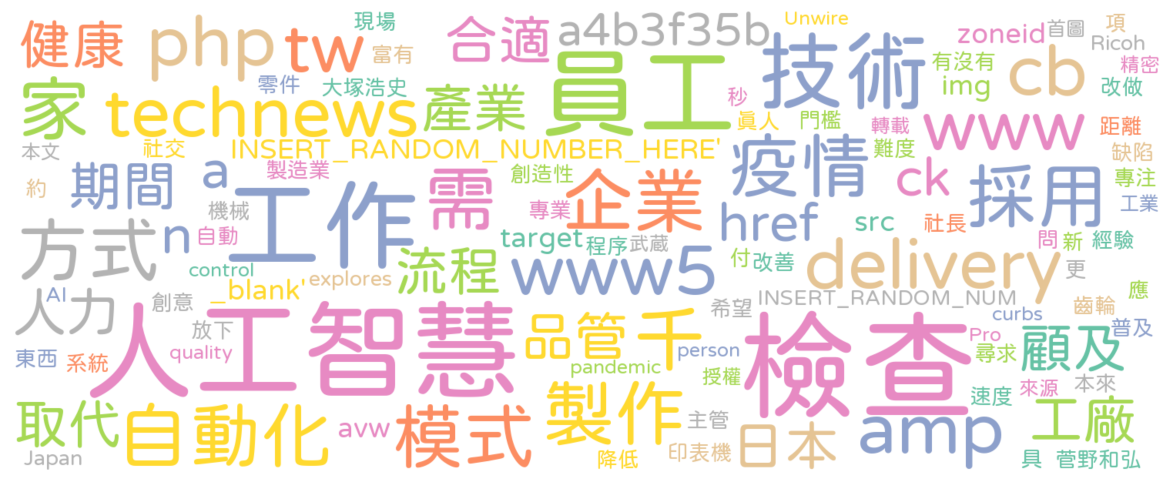 現場
Unwire
項
健康
php
tw
富有
合適
a4b3f35b
zoneid
首圖
Ricoh
技術
有沒有
img
cb
精密
改做
零件
大塚浩史
員工
家
technews
產業
秒
真人
門檻
轉載
www
距離
本文
社交
INSERT_RANDOM_NUMBER_HERE'
難度
缺陷
疫情
製造業
創造性
約
期間
a
工作
需
企業
ck
採用
專注
機械
專業
href
src
社長
工業
方式
n
自動
target
程序
武蔵
問
新
經驗
付
改善
delivery
更
control
explores
流程
www5
人力
AI
創意
_blank'
希望
INSERT_RANDOM_NUM
curbs
齒輪
應
普及
放下
人工智慧
品管
千
檢查
Pro
顧及
東西
系統
quality
person
尋求
pandemic
授權
速度
來源
本來
取代
自動化
avw
模式
製作
主管
日本
amp
工廠
Japan
降低
印表機
具
菅野和弘